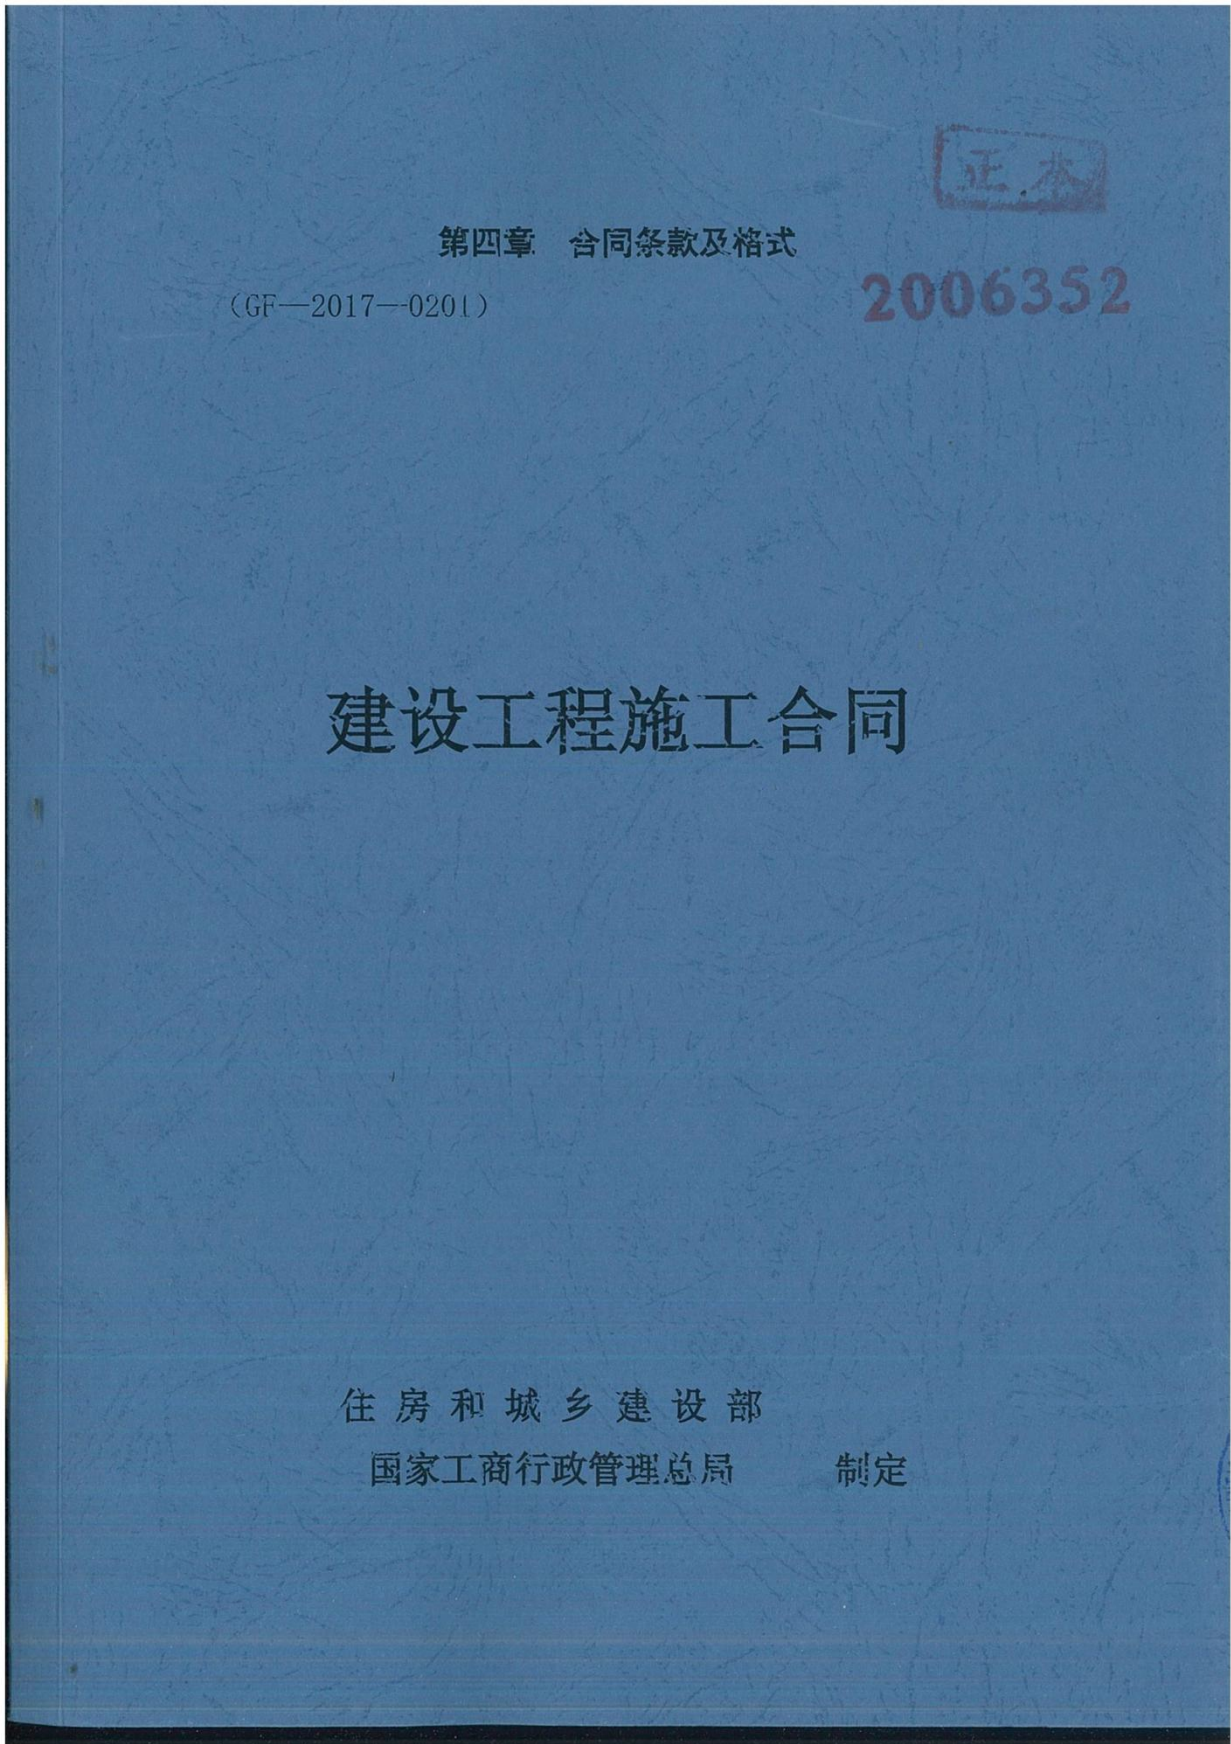 正本
第四章 合同条款及格式
(GF—2017—0201)
2006352
建设工程施工合同
住房和城乡建设部
国家工商行政管理总局 制定